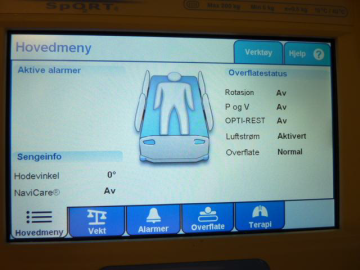 SpORT
Hovedmeny
Verktøy
Hjelp ?
Aktive alarmer
Overflatestatus
Rotasjon Av
P og V Av
OPTI-REST Av
Luftstrøm Aktivert
Overflate Normal
Sengeinfo
Hodevinkel 0°
NaviCare® Av
Hovedmeny
Vekt
Alarmer
Overflate
Terapi